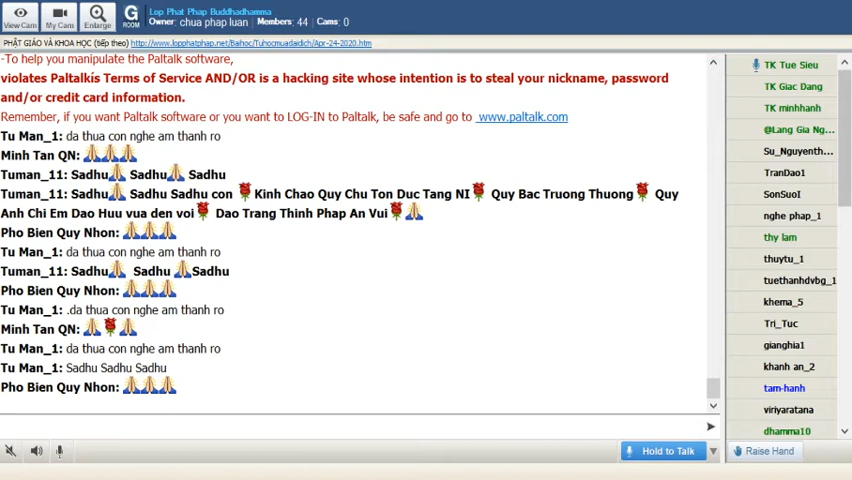 Lop Phat Phap Buddhadhamma
Owner: chua phap luan Members: 44 Cams: 0
View Cam My Cam Enlarge G ROOM
PHẬT GIÁO VÀ KHOA HỌC (tiếp theo) http://www.lopphatphap.net/Baihoc/Tuhocmuadaidich/Apr-24-2020.htm
-To help you manipulate the Paltalk software,
violates Paltalkís Terms of Service AND/OR is a hacking site whose intention is to steal your nickname, password
and/or credit card information.
Remember, if you want Paltalk software or you want to LOG-IN to Paltalk, be safe and go to www.paltalk.com
Tu Man_1: da thua con nghe am thanh ro
Minh Tan QN:
Tuman_11: Sadhu Sadhu Sadhu
Tuman_11: Sadhu Sadhu Sadhu con Kinh Chao Quy Chu Ton Duc Tang NI Quy Bac Truong Thuong Quy
Anh Chi Em Dao Huu vua den voi Dao Trang Thinh Phap An Vui
Pho Bien Quy Nhon:
Tu Man_1: da thua con nghe am thanh ro
Tuman_11: Sadhu Sadhu Sadhu
Pho Bien Quy Nhon:
Tu Man_1: .da thua con nghe am thanh ro
Minh Tan QN:
Tu Man_1: da thua con nghe am thanh ro
Tu Man_1: Sadhu Sadhu Sadhu
Pho Bien Quy Nhon:
TK Tue Sieu
TK Giac Dang
TK minhhanh
@Lang Gia Ng...
Su_Nguyenth...
TranDao1
SonSuoI
nghe phap_1
thy lam
thuytu_1
tuethanhdvbg_1
khema_5
Tri_Tuc
gianghia1
khanh an_2
tam-hanh
viriyaratana
dhamma10
Hold to Talk
Raise Hand